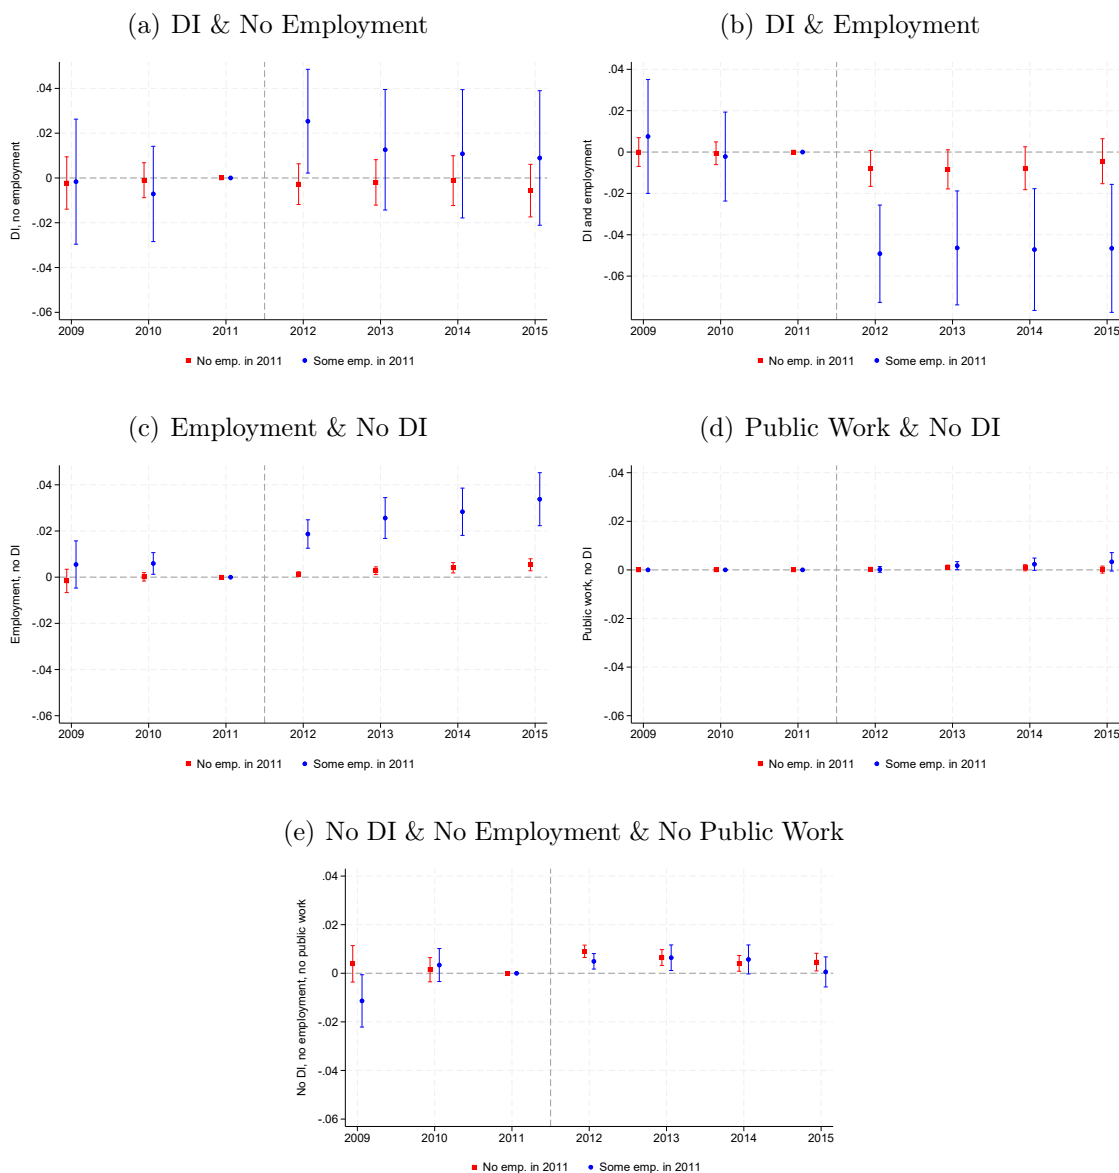 (a) DI & No Employment
DI, no employment
.04
.02
0
-.02
-.04
-.06
2009 2010 2011 2012 2013 2014 2015
No emp. in 2011 Some emp. in 2011
(b) DI & Employment
DI and employment
.04
.02
0
-.02
-.04
-.06
2009 2010 2011 2012 2013 2014 2015
No emp. in 2011 Some emp. in 2011
(c) Employment & No DI
Employment, no DI
.04
.02
0
-.02
-.04
-.06
2009 2010 2011 2012 2013 2014 2015
No emp. in 2011 Some emp. in 2011
(d) Public Work & No DI
Public work, no DI
.04
.02
0
-.02
-.04
-.06
2009 2010 2011 2012 2013 2014 2015
No emp. in 2011 Some emp. in 2011
(e) No DI & No Employment & No Public Work
No DI, no employment, no public work
.04
.02
0
-.02
-.04
-.06
2009 2010 2011 2012 2013 2014 2015
No emp. in 2011 Some emp. in 2011